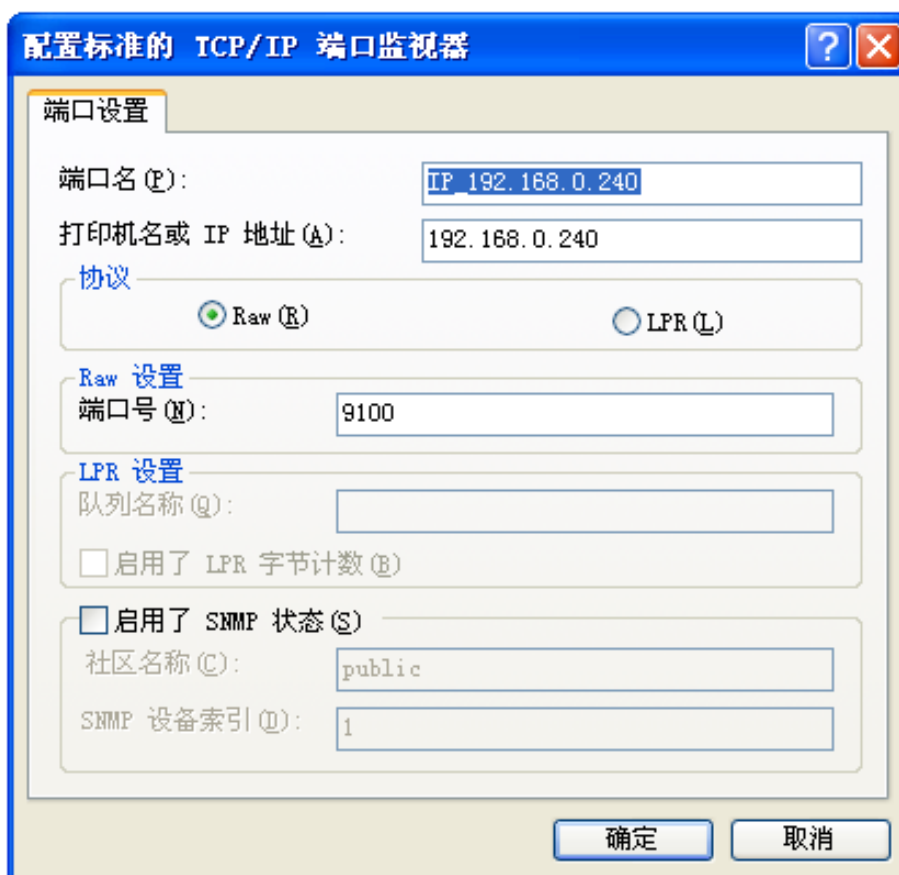 配置标准的 TCP/IP 端口监视器
端口设置
端口名(P): IP_192.168.0.240
打印机名或 IP 地址(A): 192.168.0.240
协议
Raw(R) LPR(L)
Raw 设置
端口号(N): 9100
LPR 设置
队列名称(Q):
启用了 LPR 字节计数(B)
启用了 SNMP 状态(S)
社区名称(C): public
SNMP 设备索引(D): 1
确定 取消